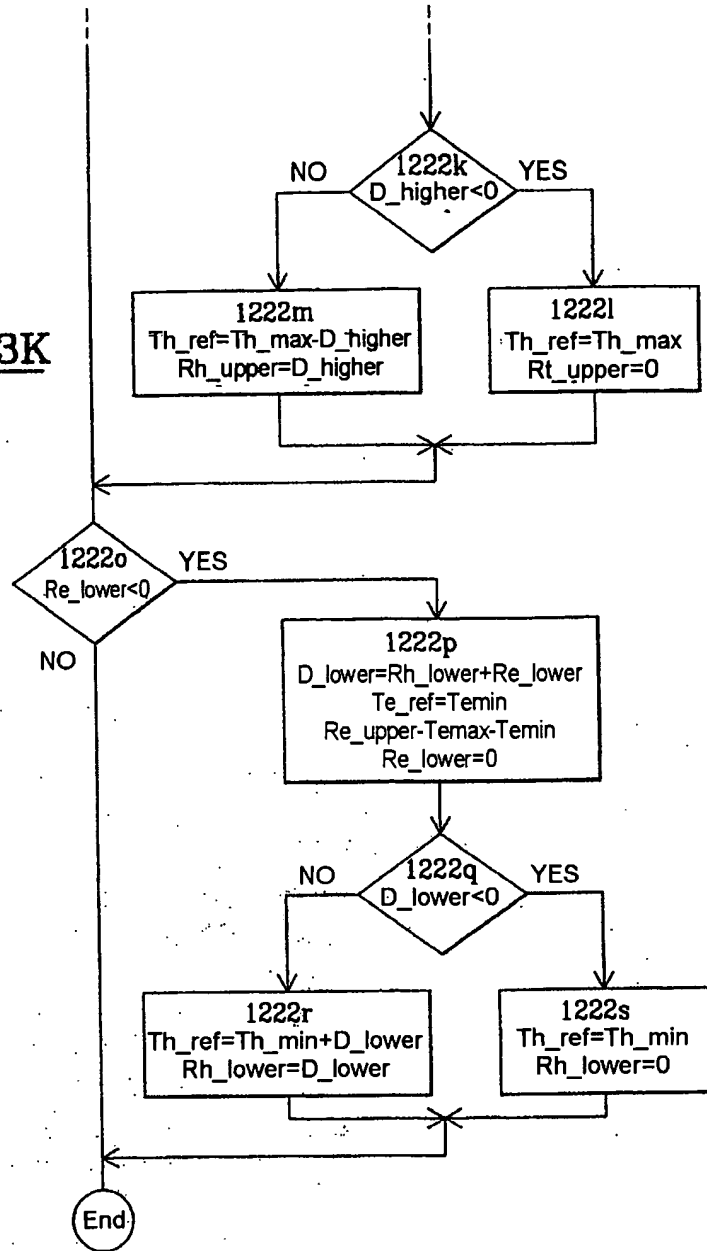 1222k
D_higher<0
NO
YES
1222m
Th_ref=Th_max-D_higher
Rh_upper=D_higher
1222l
Th_ref=Th_max
Rt_upper=0
3K
1222o
Re_lower<0
YES
NO
1222p
D_lower=Rh_lower+Re_lower
Te_ref=Temin
Re_upper-Temax-Temin
Re_lower=0
1222q
D_lower<0
NO
YES
1222r
Th_ref=Th_min+D_lower
Rh_lower=D_lower
1222s
Th_ref=Th_min
Rh_lower=0
End